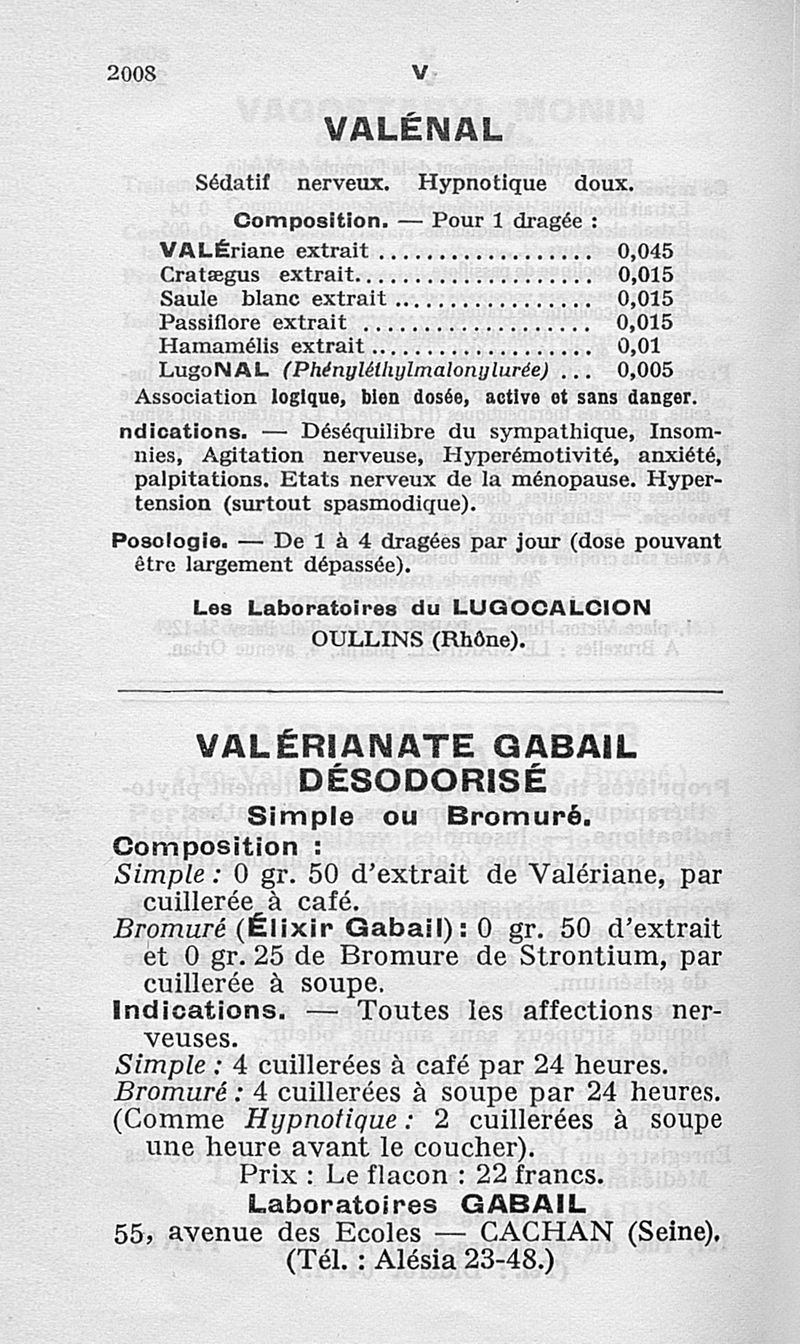 2008 V
VALÉNAL
Sédatif nerveux. Hypnotique doux.
Composition. — Pour 1 dragée :
VALÉriane extrait .................... 0,045
Cratægus extrait...................... 0,015
Saule blanc extrait .................. 0,015
Passiflore extrait ................... 0,015
Hamamélis extrait .................... 0,01
LugoNAL (Phényléthylmalonylurée) ... 0,005
Association logique, bien dosée, active et sans danger.
ndications. — Déséquilibre du sympathique, Insom-
nies, Agitation nerveuse, Hyperémotivité, anxiété,
palpitations. Etats nerveux de la ménopause. Hyper-
tension (surtout spasmodique).
Posologie. — De 1 à 4 dragées par jour (dose pouvant
être largement dépassée).
Les Laboratoires du LUGOCALCION
OULLINS (Rhône).
VALÉRIANATE GABAIL
DÉSODORISÉ
Simple ou Bromuré.
Composition :
Simple : 0 gr. 50 d'extrait de Valériane, par
cuillerée à café.
Bromuré (Élixir Gabail) : 0 gr. 50 d'extrait
et 0 gr. 25 de Bromure de Strontium, par
cuillerée à soupe.
Indications. — Toutes les affections ner-
veuses.
Simple : 4 cuillerées à café par 24 heures.
Bromuré : 4 cuillerées à soupe par 24 heures.
(Comme Hypnotique : 2 cuillerées à soupe
une heure avant le coucher).
Prix : Le flacon : 22 francs.
Laboratoires GABAIL
55, avenue des Ecoles — CACHAN (Seine).
(Tél. : Alésia 23-48.)